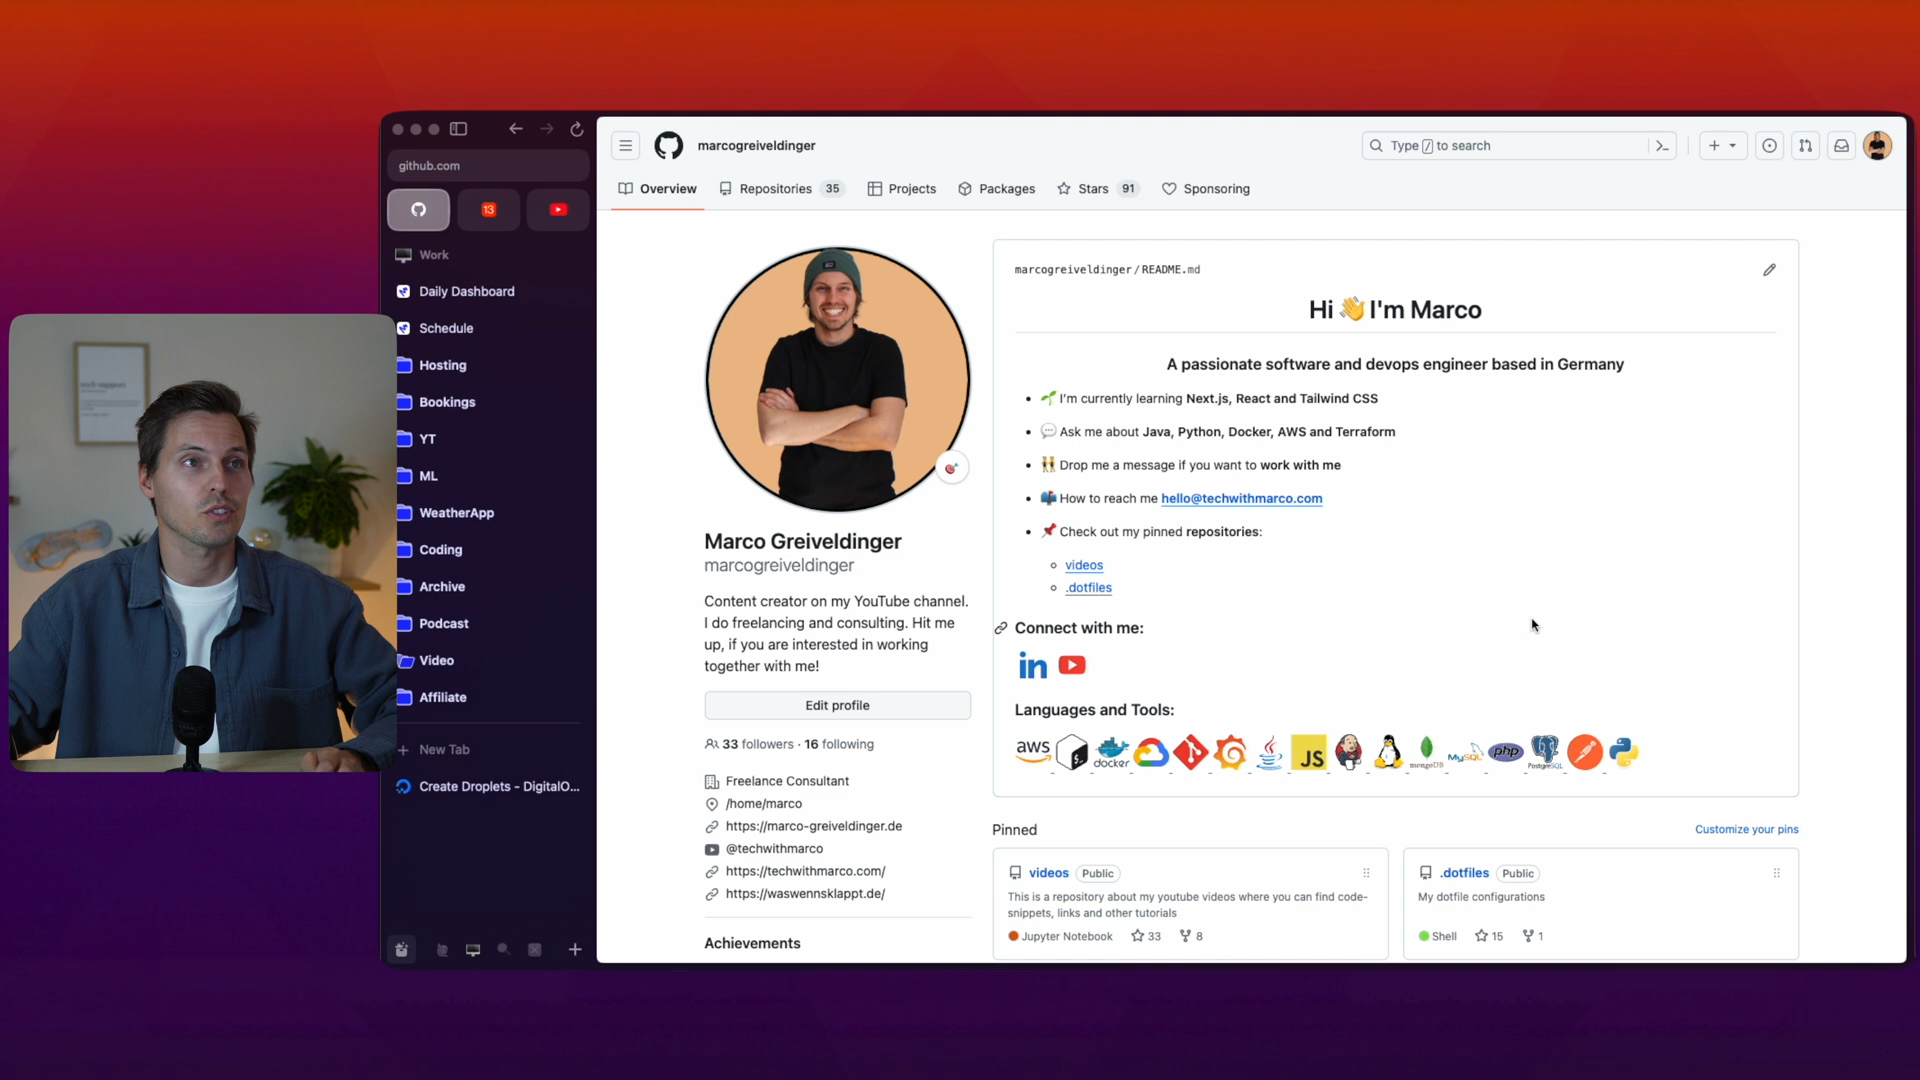 github.com
13
Work
Daily Dashboard
Schedule
Hosting
Bookings
YT
ML
WeatherApp
Coding
Archive
Podcast
Video
Affiliate
New Tab
Create Droplets - DigitalO...
marcogreiveldinger
Type / to search
Overview
Repositories 35
Projects
Packages
Stars 91
Sponsoring
Marco Greiveldinger
marcogreiveldinger
Content creator on my YouTube channel.
I do freelancing and consulting. Hit me
up, if you are interested in working
together with me!
Edit profile
33 followers · 16 following
Freelance Consultant
/home/marco
https://marco-greiveldinger.de
@techwithmarco
https://techwithmarco.com/
https://waswennsklappt.de/
Achievements
marcogreiveldinger/README.md
Hi 👋 I'm Marco
A passionate software and devops engineer based in Germany
• 🌱 I'm currently learning Next.js, React and Tailwind CSS
• 💬 Ask me about Java, Python, Docker, AWS and Terraform
• 👯 Drop me a message if you want to work with me
• 📫 How to reach me hello@techwithmarco.com
• 📌 Check out my pinned repositories:
videos
.dotfiles
Connect with me:
in
Languages and Tools:
aws docker JS mongoDB MySQL php PostgreSQL
Pinned
Customize your pins
videos Public
This is a repository about my youtube videos where you can find code-
snippets, links and other tutorials
Jupyter Notebook 33 8
.dotfiles Public
My dotfile configurations
Shell 15 1